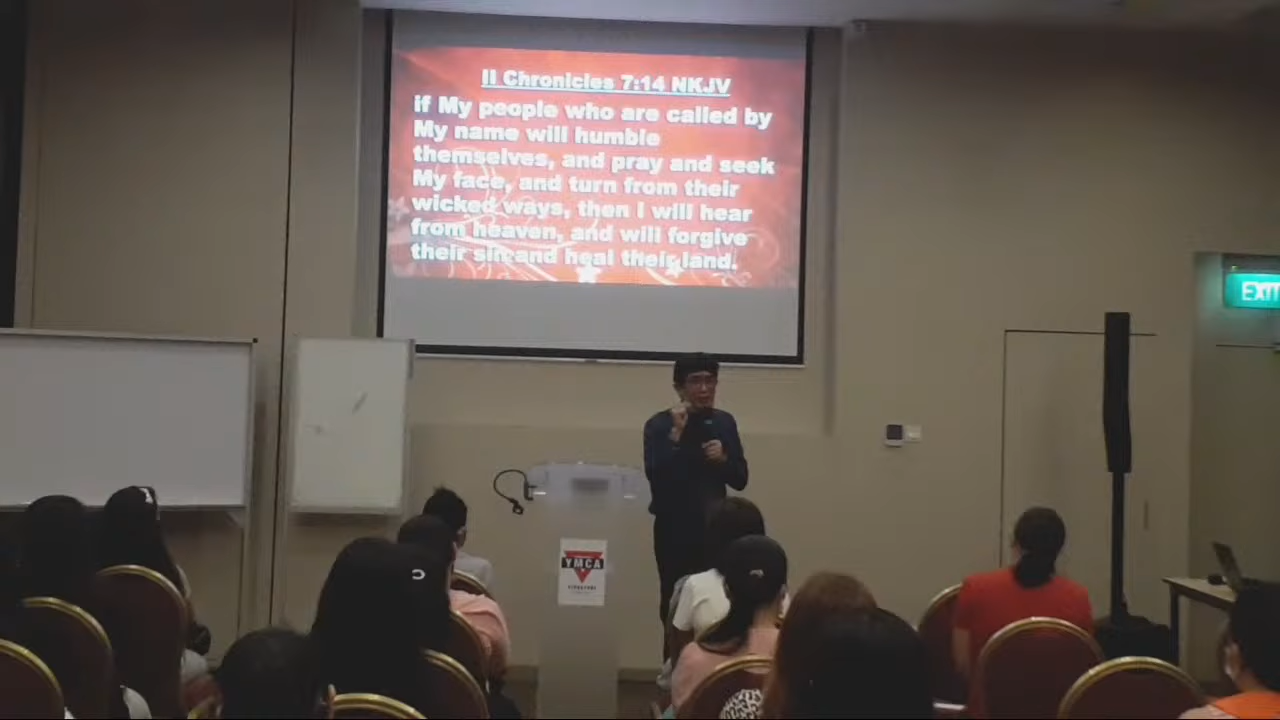 II Chronicles 7:14 NKJV
if My people who are called by
My name will humble
themselves, and pray and seek
My face, and turn from their
wicked ways, then I will hear
from heaven, and will forgive
their sin and heal their land.
EXIT
YMCA